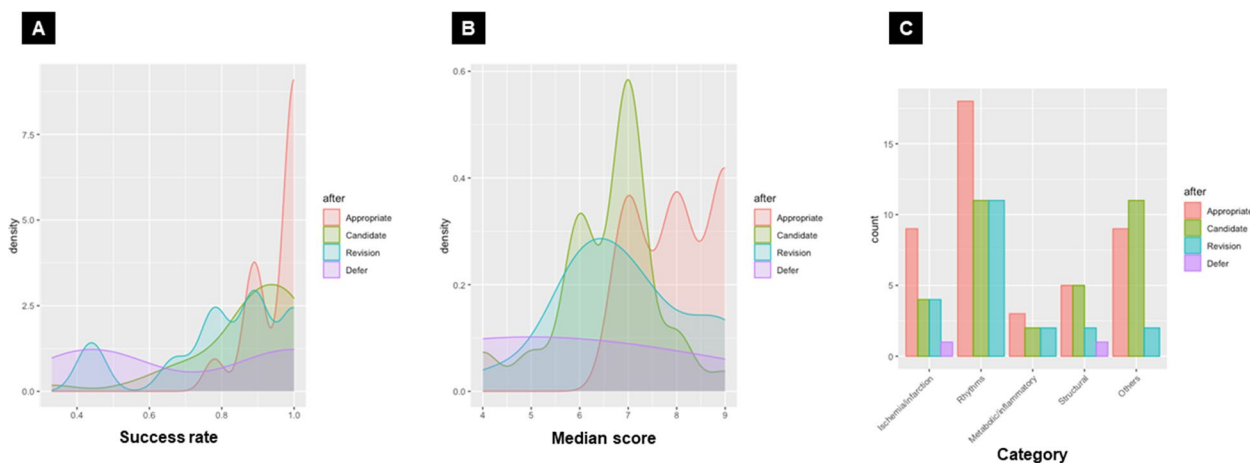 A
density
7.5
5.0
2.5
0.0
0.4
0.6
0.8
1.0
Success rate
after
Appropriate
Candidate
Revision
Defer
B
density
0.6
0.4
0.2
0.0
4
5
6
7
8
9
Median score
after
Appropriate
Candidate
Revision
Defer
C
count
15
10
5
0
Ischemia/infarction
Rhythms
Metabolic/inflammatory
Structural
Others
Category
after
Appropriate
Candidate
Revision
Defer